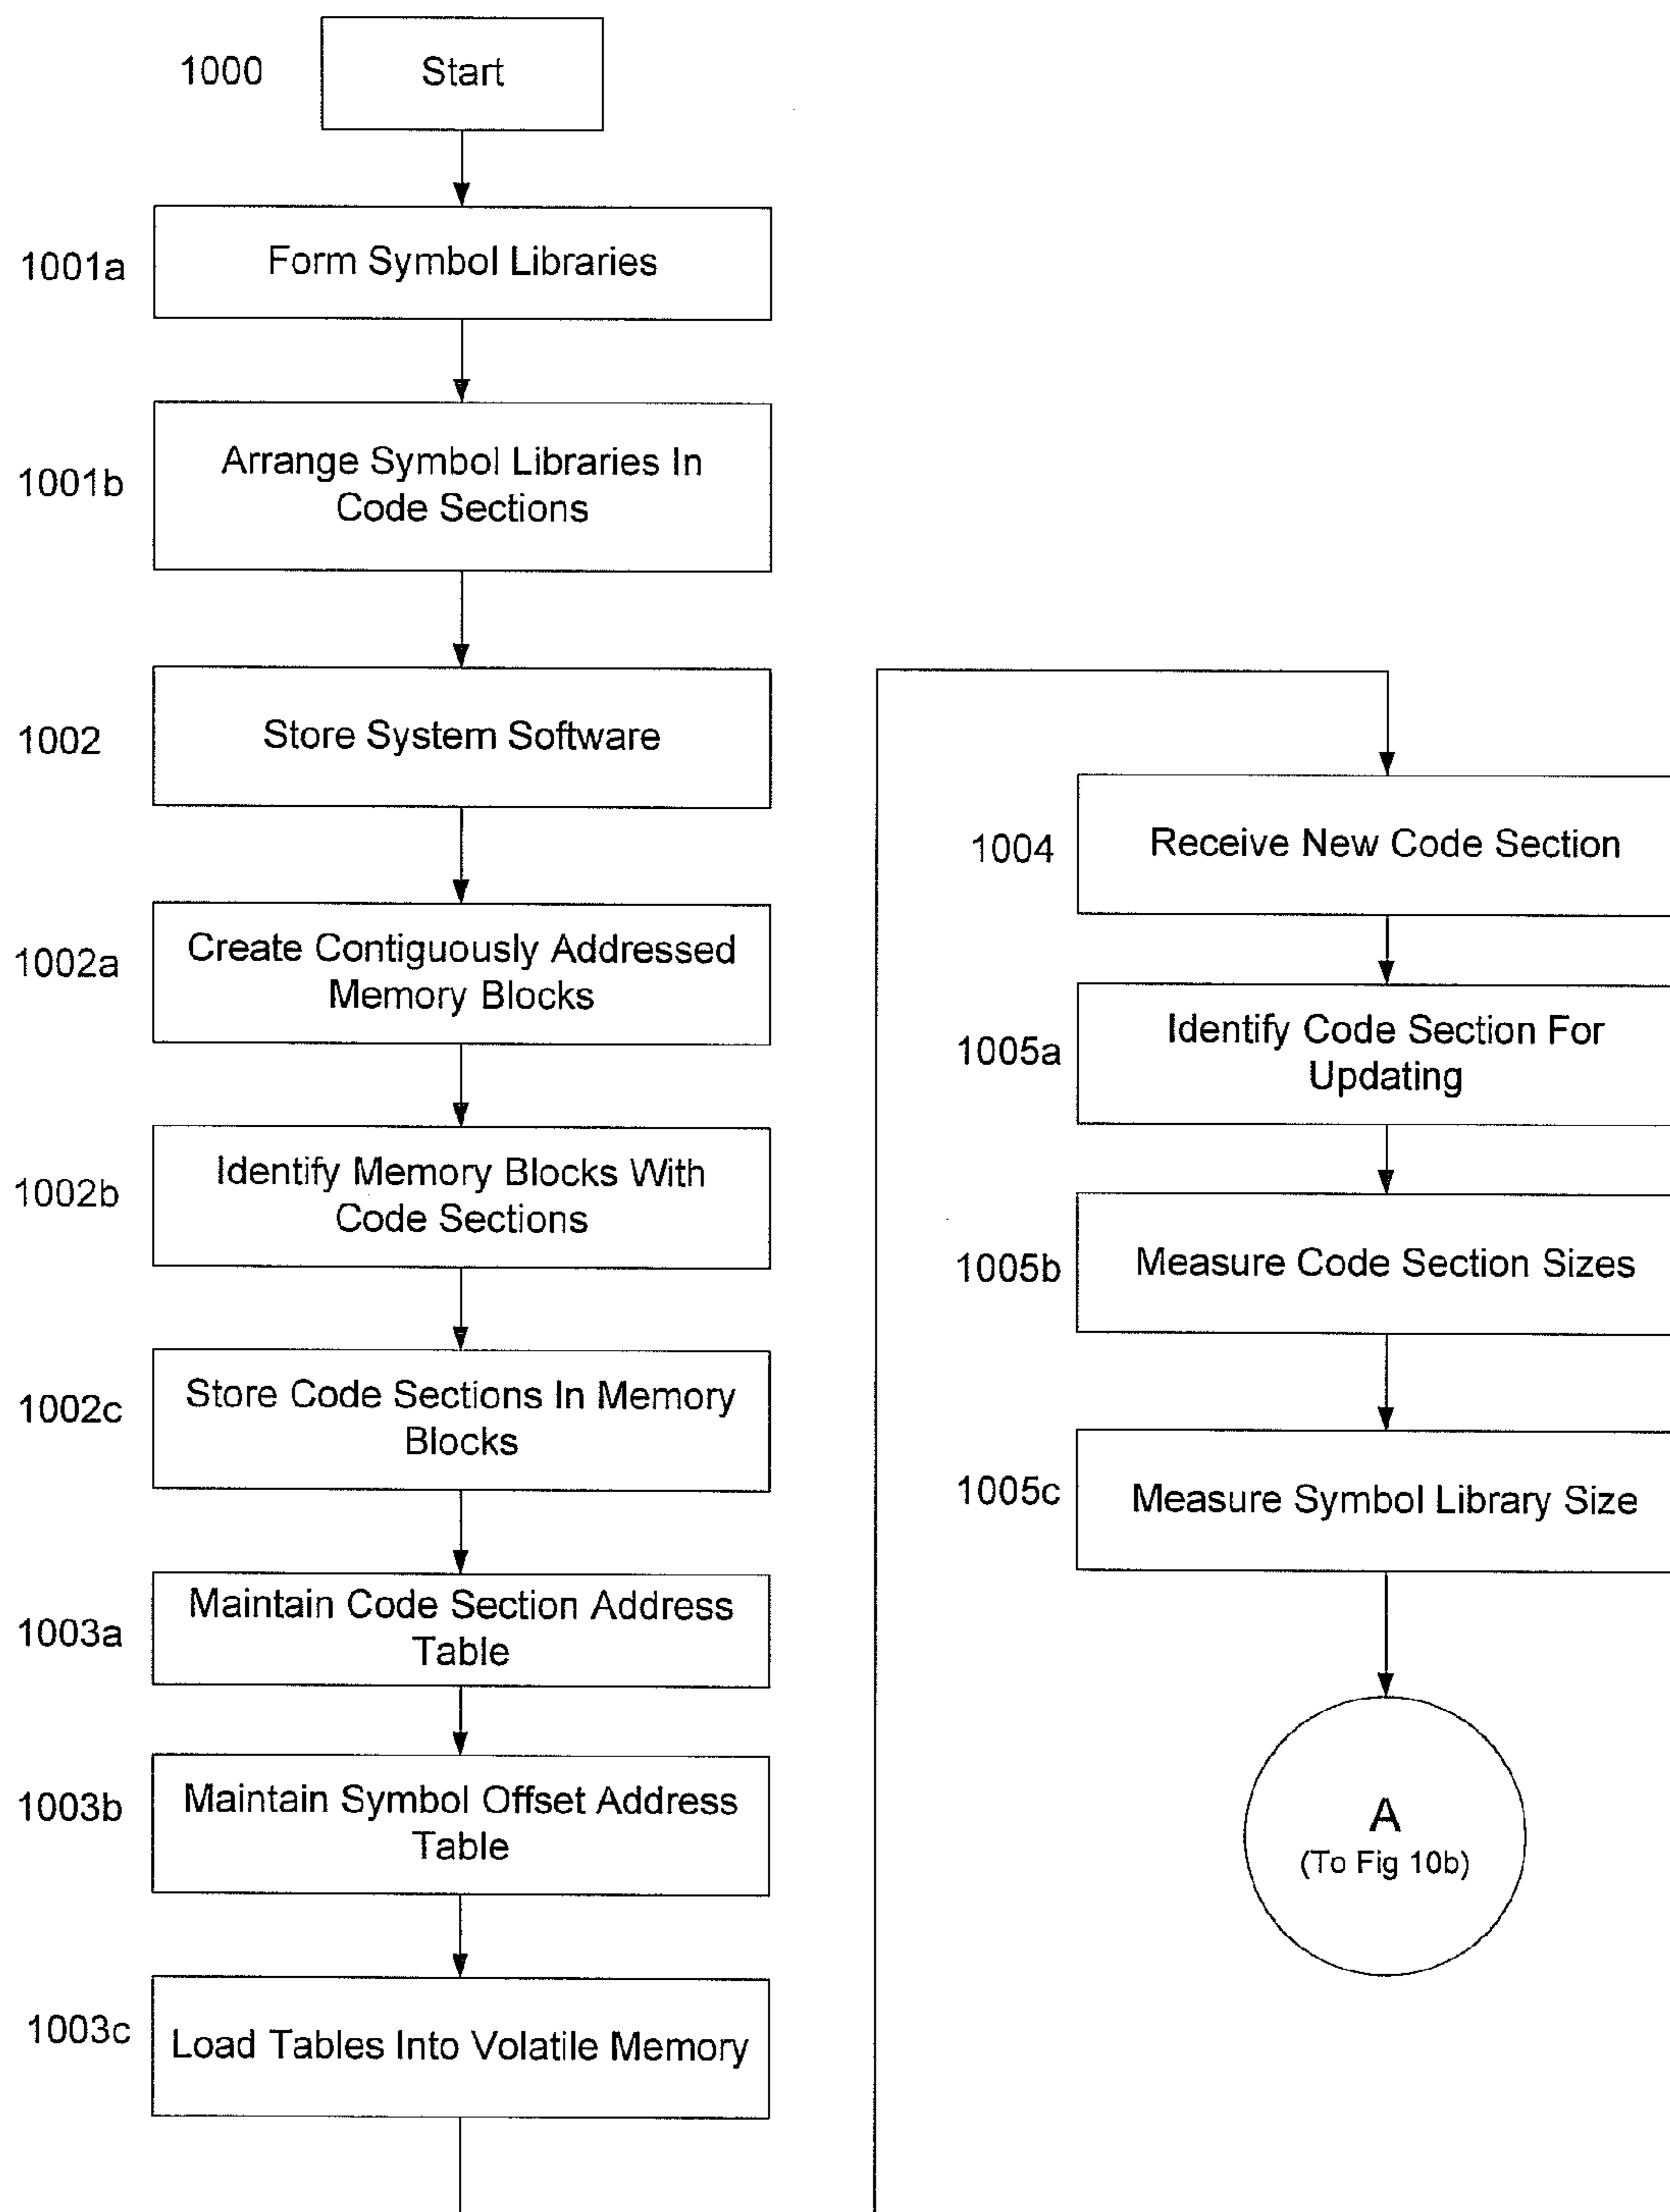 1000
Start
1001a
Form Symbol Libraries
1001b
Arrange Symbol Libraries In
Code Sections
1002
Store System Software
1002a
Create Contiguously Addressed
Memory Blocks
1002b
Identify Memory Blocks With
Code Sections
1002c
Store Code Sections In Memory
Blocks
1003a
Maintain Code Section Address
Table
1003b
Maintain Symbol Offset Address
Table
1003c
Load Tables Into Volatile Memory
1004
Receive New Code Section
1005a
Identify Code Section For
Updating
1005b
Measure Code Section Sizes
1005c
Measure Symbol Library Size
A
(To Fig 10b)